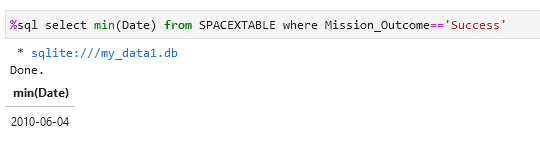 %sql select min(Date) from SPACEXTABLE where Mission_Outcome=='Success'
* sqlite:///my_data1.db
Done.
min(Date)
2010-06-04